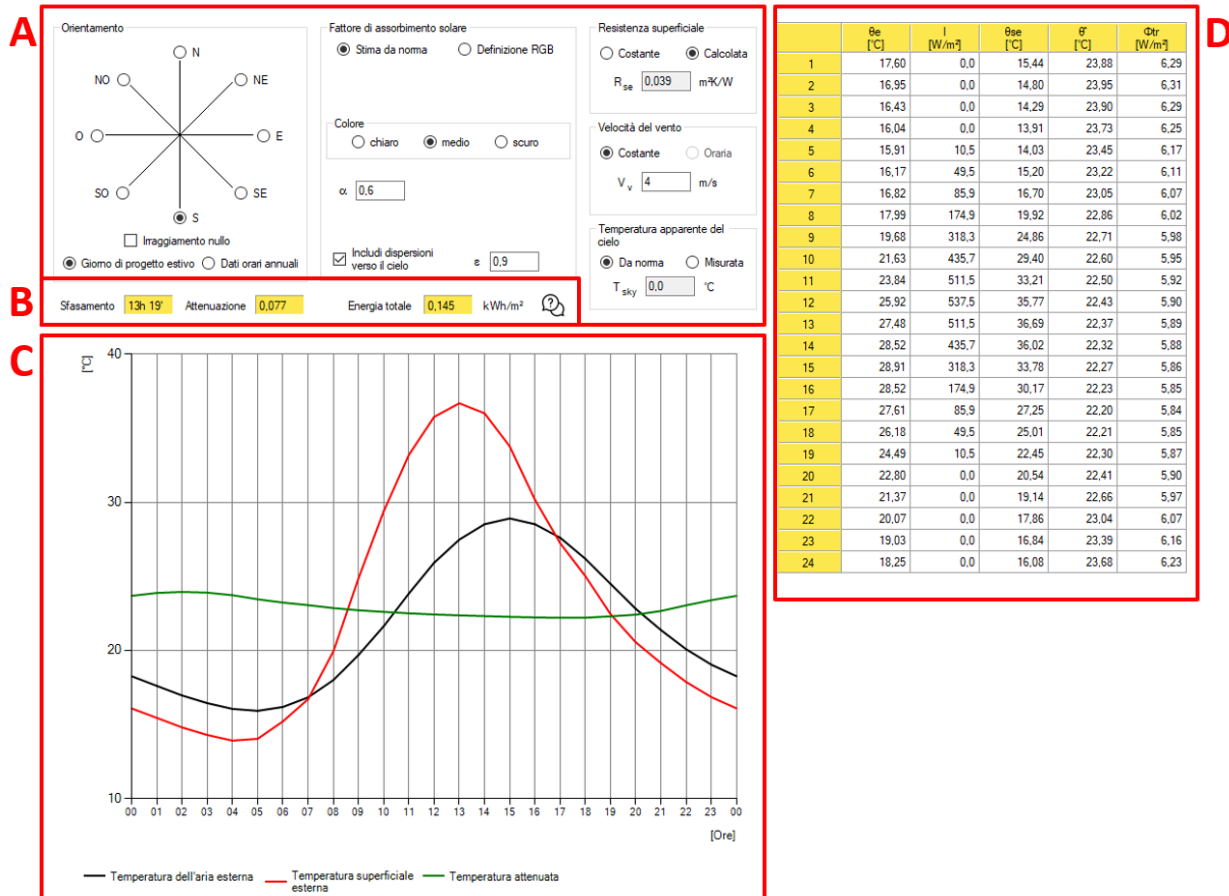 A
Orientamento
N
NO
NE
O
E
SO
SE
S
Irraggiamento nullo
Giorno di progetto estivo
Dati orari annuali
Fattore di assorbimento solare
Stima da norma
Definizione RGB
Colore
chiaro
medio
scuro
α 0,6
Includi dispersioni
verso il cielo
ε 0,9
Resistenza superficiale
Costante
Calcolata
R se 0,039 m²K/W
Velocità del vento
Costante
Oraria
V v 4 m/s
Temperatura apparente del
cielo
Da norma
Misurata
T sky 0,0 °C
B
Sfasamento 13h 19' Attenuazione 0,077 Energia totale 0,145 kWh/m²
C
[°C]
40
30
20
10
00 01 02 03 04 05 06 07 08 09 10 11 12 13 14 15 16 17 18 19 20 21 22 23 00
[Ore]
Temperatura dell'aria esterna
Temperatura superficiale
esterna
Temperatura attenuata
D
θe I θse Φtr
[°C] [W/m²] [°C] [°C] [W/m²]
1 17,60 0,0 15,44 23,88 6,29
2 16,95 0,0 14,80 23,95 6,31
3 16,43 0,0 14,29 23,90 6,29
4 16,04 0,0 13,91 23,73 6,25
5 15,91 10,5 14,03 23,45 6,17
6 16,17 49,5 15,20 23,22 6,11
7 16,82 85,9 16,70 23,05 6,07
8 17,99 174,9 19,92 22,86 6,02
9 19,68 318,3 24,86 22,71 5,98
10 21,63 435,7 29,40 22,60 5,95
11 23,84 511,5 33,21 22,50 5,92
12 25,92 537,5 35,77 22,43 5,90
13 27,48 511,5 36,69 22,37 5,89
14 28,52 435,7 36,02 22,32 5,88
15 28,91 318,3 33,78 22,27 5,86
16 28,52 174,9 30,17 22,23 5,85
17 27,61 85,9 27,25 22,20 5,84
18 26,18 49,5 25,01 22,21 5,85
19 24,49 10,5 22,45 22,30 5,87
20 22,80 0,0 20,54 22,41 5,90
21 21,37 0,0 19,14 22,66 5,97
22 20,07 0,0 17,86 23,04 6,07
23 19,03 0,0 16,84 23,39 6,16
24 18,25 0,0 16,08 23,68 6,23